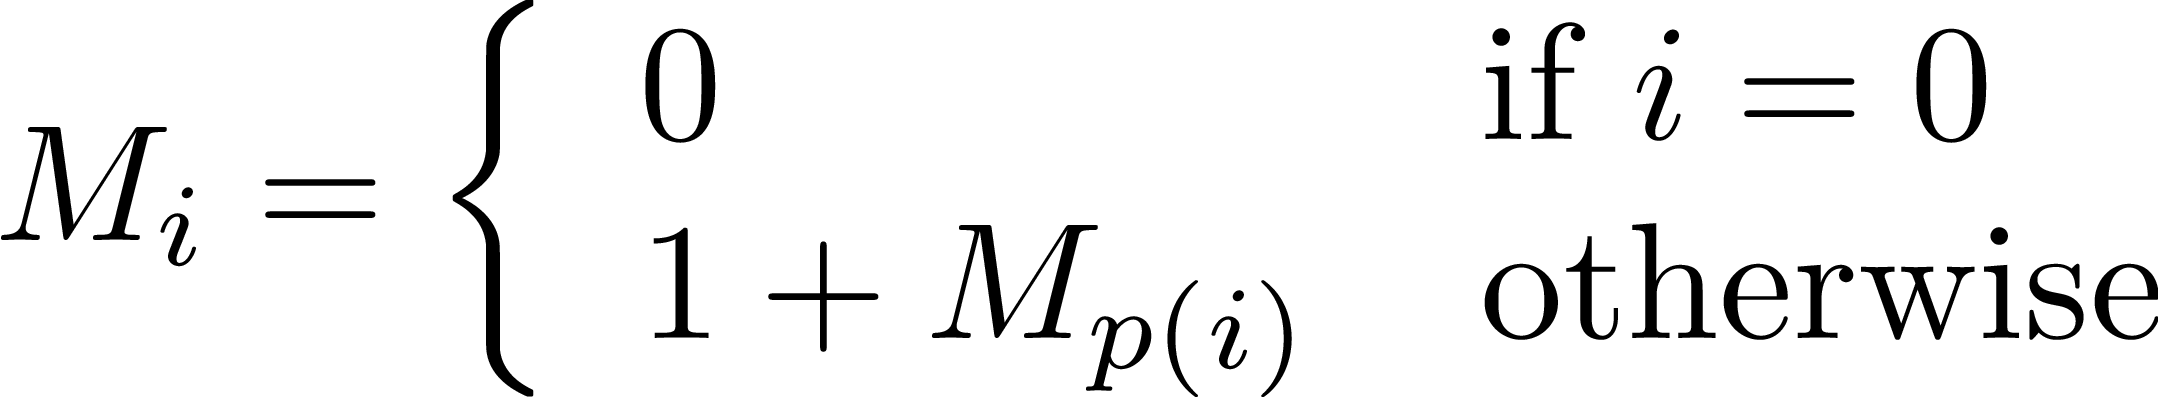 M_i = { 0 if i = 0
1 + M_{p(i)} otherwise